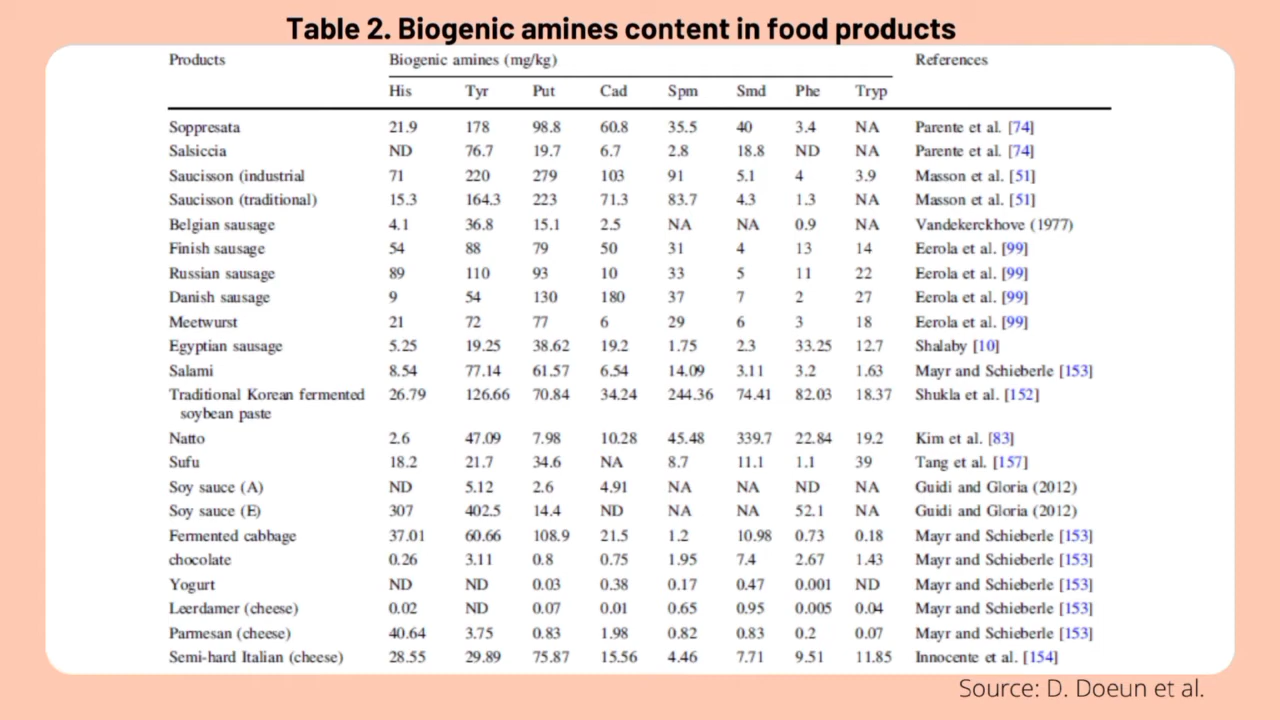 Table 2. Biogenic amines content in food products
Products Biogenic amines (mg/kg) References
His Tyr Put Cad Spm Smd Phe Tryp
Soppresata 21.9 178 98.8 60.8 35.5 40 3.4 NA Parente et al. [74]
Salsiccia ND 76.7 19.7 6.7 2.8 18.8 ND NA Parente et al. [74]
Saucisson (industrial 71 220 279 103 91 5.1 4 3.9 Masson et al. [51]
Saucisson (traditional) 15.3 164.3 223 71.3 83.7 4.3 1.3 NA Masson et al. [51]
Belgian sausage 4.1 36.8 15.1 2.5 NA NA 0.9 NA Vandekerckhove (1977)
Finish sausage 54 88 79 50 31 4 13 14 Eerola et al. [99]
Russian sausage 89 110 93 10 33 5 11 22 Eerola et al. [99]
Danish sausage 9 54 130 180 37 7 2 27 Eerola et al. [99]
Meetwurst 21 72 77 6 29 6 3 18 Eerola et al. [99]
Egyptian sausage 5.25 19.25 38.62 19.2 1.75 2.3 33.25 12.7 Shalaby [10]
Salami 8.54 77.14 61.57 6.54 14.09 3.11 3.2 1.63 Mayr and Schieberle [153]
Traditional Korean fermented 26.79 126.66 70.84 34.24 244.36 74.41 82.03 18.37 Shukla et al. [152]
soybean paste
Natto 2.6 47.09 7.98 10.28 45.48 339.7 22.84 19.2 Kim et al. [83]
Sufu 18.2 21.7 34.6 NA 8.7 11.1 1.1 39 Tang et al. [157]
Soy sauce (A) ND 5.12 2.6 4.91 NA NA ND NA Guidi and Gloria (2012)
Soy sauce (E) 307 402.5 14.4 ND NA NA 52.1 NA Guidi and Gloria (2012)
Fermented cabbage 37.01 60.66 108.9 21.5 1.2 10.98 0.73 0.18 Mayr and Schieberle [153]
chocolate 0.26 3.11 0.8 0.75 1.95 7.4 2.67 1.43 Mayr and Schieberle [153]
Yogurt ND ND 0.03 0.38 0.17 0.47 0.001 ND Mayr and Schieberle [153]
Leerdamer (cheese) 0.02 ND 0.07 0.01 0.65 0.95 0.005 0.04 Mayr and Schieberle [153]
Parmesan (cheese) 40.64 3.75 0.83 1.98 0.82 0.83 0.2 0.07 Mayr and Schieberle [153]
Semi-hard Italian (cheese) 28.55 29.89 75.87 15.56 4.46 7.71 9.51 11.85 Innocente et al. [154]
Source: D. Doeun et al.